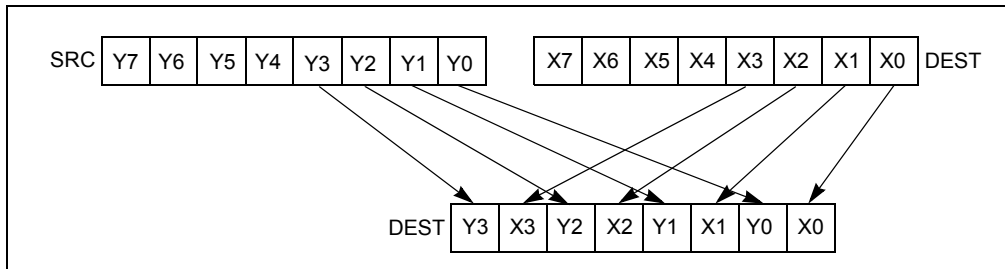 SRC Y7 Y6 Y5 Y4 Y3 Y2 Y1 Y0 X7 X6 X5 X4 X3 X2 X1 X0 DEST
DEST Y3 X3 Y2 X2 Y1 X1 Y0 X0